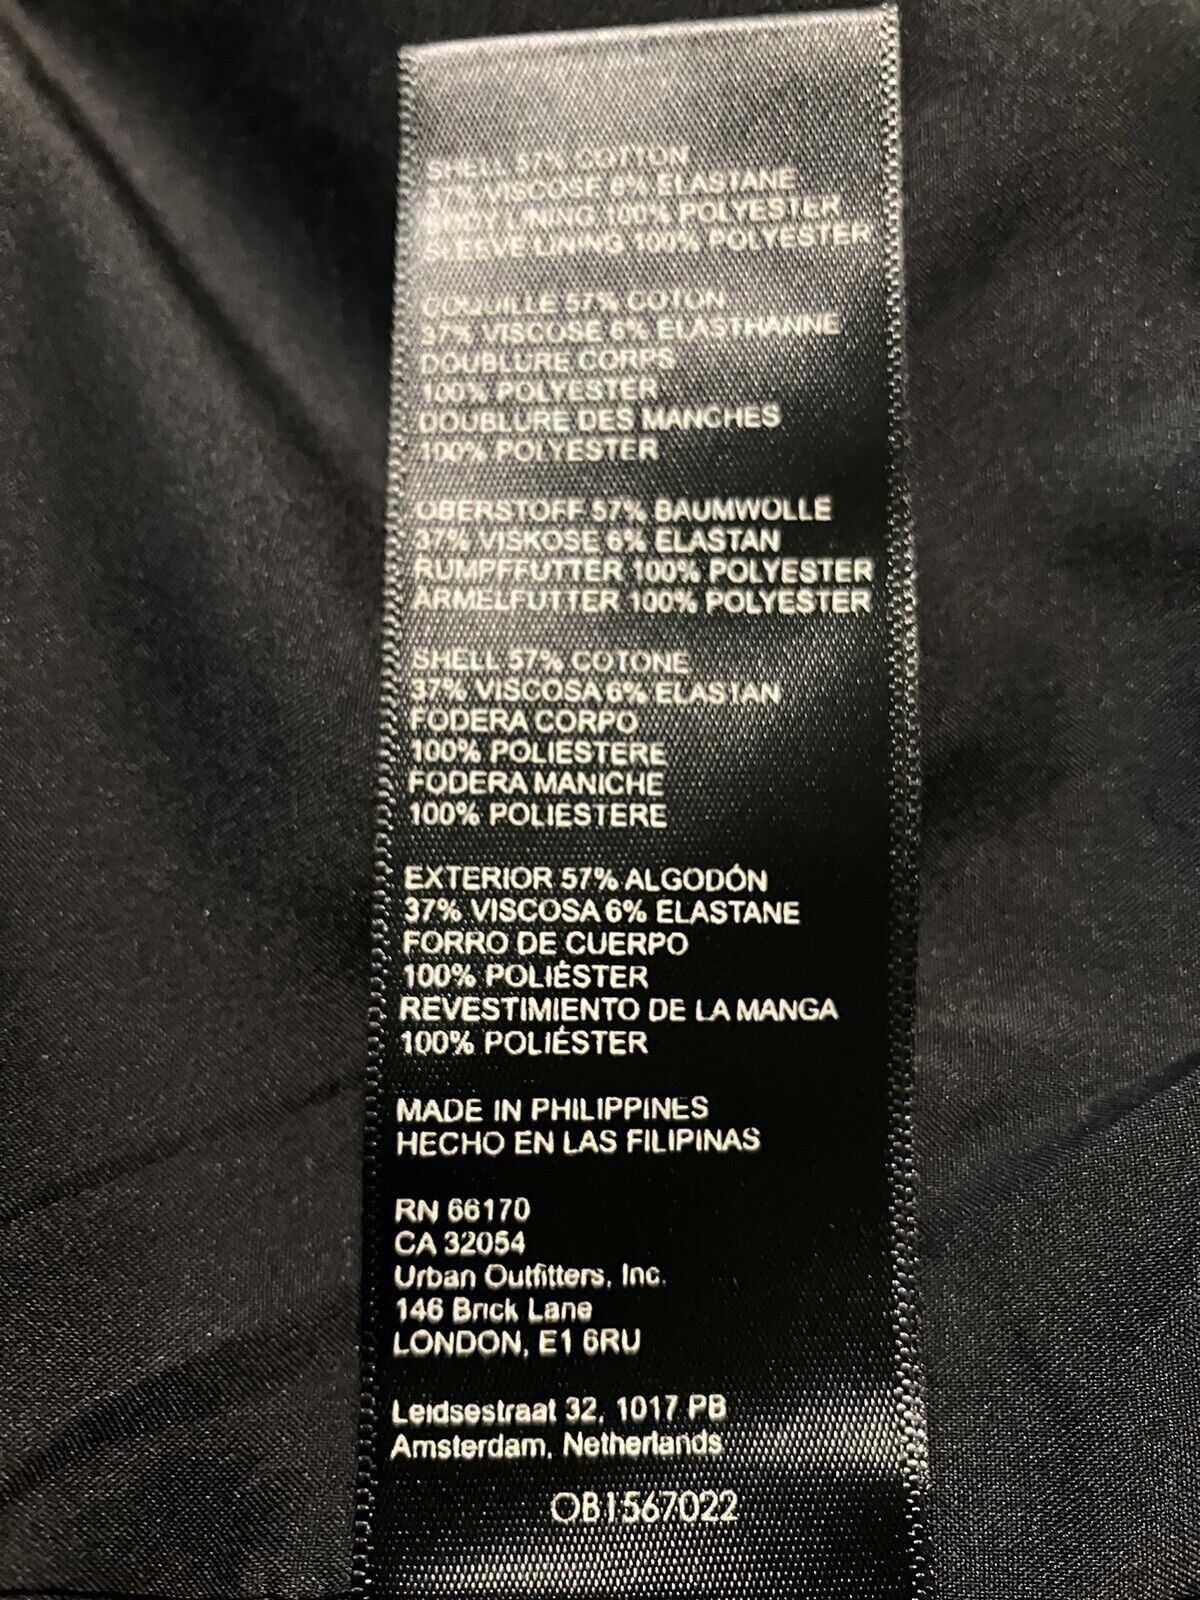 SHELL 57% COTTON
37% VISCOSE 6% ELASTANE
BODY LINING 100% POLYESTER
SLEEVE LINING 100% POLYESTER
COQUILLE 57% COTON
37% VISCOSE 6% ELASTHANNE
DOUBLURE CORPS
100% POLYESTER
DOUBLURE DES MANCHES
100% POLYESTER
OBERSTOFF 57% BAUMWOLLE
37% VISKOSE 6% ELASTAN
RUMPFFUTTER 100% POLYESTER
ARMELFUTTER 100% POLYESTER
SHELL 57% COTONE
37% VISCOSA 6% ELASTAN
FODERA CORPO
100% POLIESTERE
FODERA MANICHE
100% POLIESTERE
EXTERIOR 57% ALGODÓN
37% VISCOSA 6% ELASTANE
FORRO DE CUERPO
100% POLIÉSTER
REVESTIMIENTO DE LA MANGA
100% POLIÉSTER
MADE IN PHILIPPINES
HECHO EN LAS FILIPINAS
RN 66170
CA 32054
Urban Outfitters, Inc.
146 Brick Lane
LONDON, E1 6RU
Leidsestraat 32, 1017 PB
Amsterdam, Netherlands
OB1567022